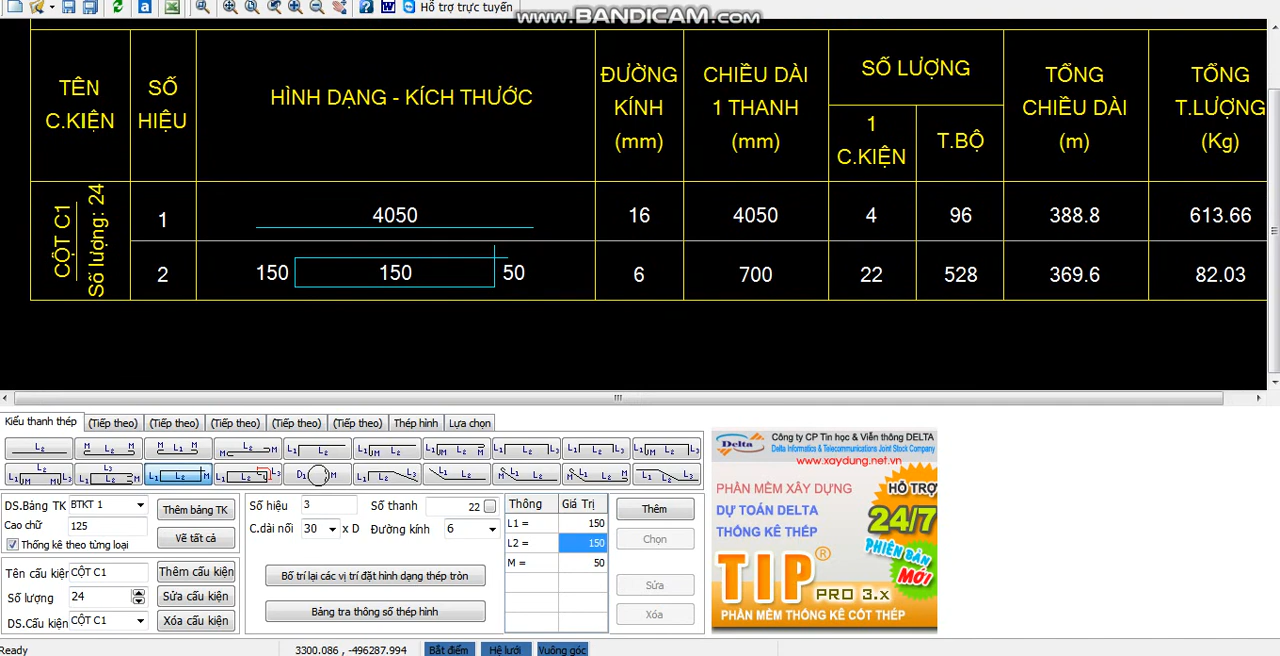 Hỗ trợ trực tuyến
www.BANDICAM.com
TÊN
C.KIỆN
SỐ
HIỆU
HÌNH DẠNG - KÍCH THƯỚC
ĐƯỜNG
KÍNH
(mm)
CHIỀU DÀI
1 THANH
(mm)
SỐ LƯỢNG
1
C.KIỆN
T.BỘ
TỔNG
CHIỀU DÀI
(m)
TỔNG
T.LƯỢNG
(Kg)
CỘT C1
Số lượng: 24
1
4050
16
4050
4
96
388.8
613.66
2
150
150
50
6
700
22
528
369.6
82.03
Kiểu thanh thép
(Tiếp theo)
(Tiếp theo)
(Tiếp theo)
(Tiếp theo)
(Tiếp theo)
Thép hình
Lựa chọn
DS.Bảng TK
BTKT 1
Thêm bảng TK
Cao chữ
125
Vẽ tất cả
Thống kê theo từng loại
Tên cấu kiện
CỘT C1
Thêm cấu kiện
Số lượng
24
Sửa cấu kiện
DS.Cấu kiện
CỘT C1
Xóa cấu kiện
Số hiệu
3
Số thanh
22
C.dài nối
30
x D
Đường kính
6
Bố trí lại các vị trí đặt hình dạng thép tròn
Bảng tra thông số thép hình
Thông
Giá Trị
L1 =
150
L2 =
150
M =
50
Thêm
Chọn
Sửa
Xóa
Delta
Công ty CP Tin học & Viễn thông DELTA
Delta Informatics & Telecommunications Joint Stock Company
www.xaydung.net.vn
PHẦN MỀM XÂY DỰNG
DỰ TOÁN DELTA
THỐNG KÊ THÉP
HỖ TRỢ
24/7
PHIÊN BẢN
MỚI
TIP®
PRO 3.x
PHẦN MỀM THỐNG KÊ CỐT THÉP
Ready
3300.086 , -496287.994
Bắt điểm
Hệ lưới
Vuông góc